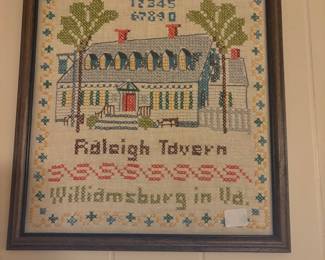 12345
67890
Raleigh Tavern
Williamsburg in Va.